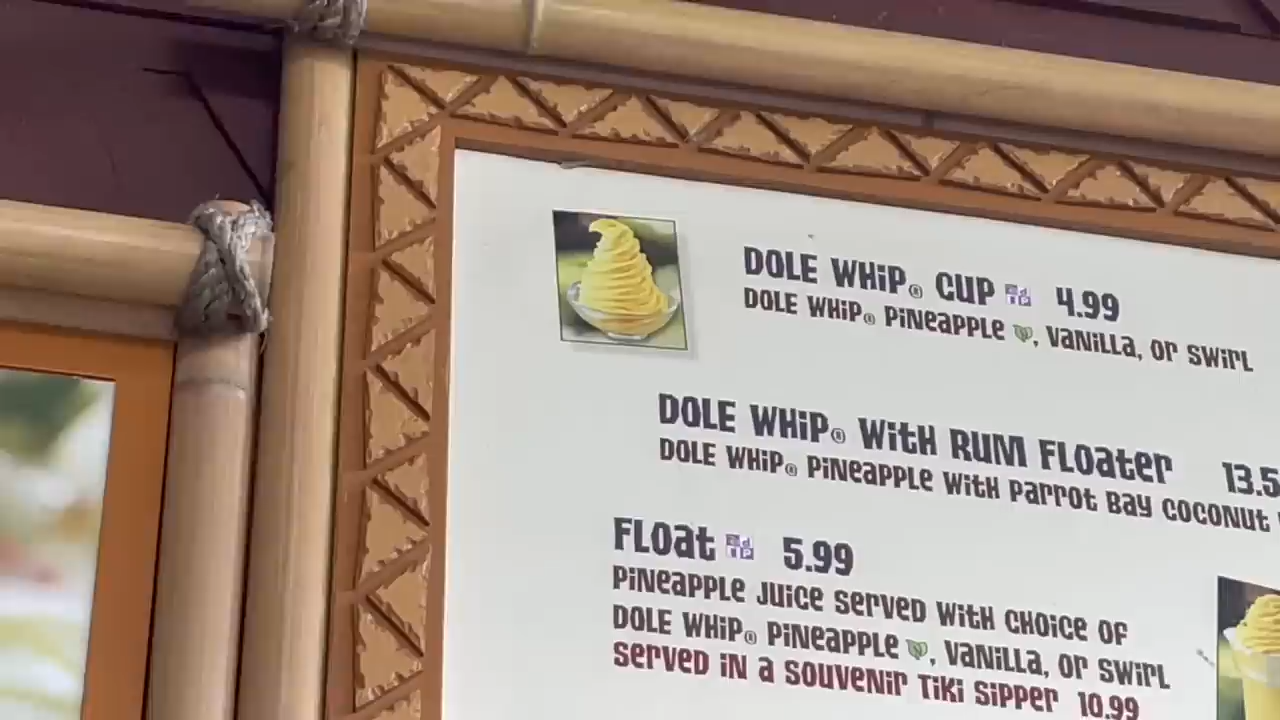 DOLE WHIP® CUP 4.99
DOLE WHIP® PINEAPPLE , VANILLA, OR SWIRL
DOLE WHIP® WITH RUM FLOATER 13.5
DOLE WHIP® PINEAPPLE WITH PARROT BAY COCONUT
FLOAT 5.99
PINEAPPLE JUICE SERVED WITH CHOICE OF
DOLE WHIP® PINEAPPLE , VANILLA, OR SWIRL
SERVED IN A SOUVENIR TIKI SIPPER 10.99